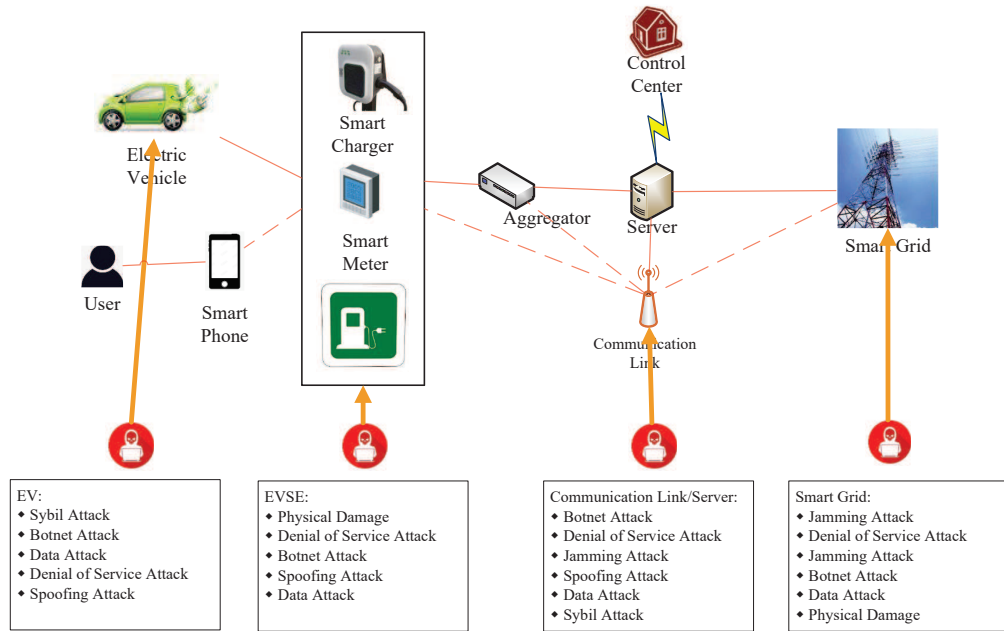 Control
Center
Smart
Charger
Electric
Vehicle
Smart
Meter
Aggregator
Server
Smart Grid
User
Smart
Phone
Communication
Link
EV:
◆ Sybil Attack
◆ Botnet Attack
◆ Data Attack
◆ Denial of Service Attack
◆ Spoofing Attack
EVSE:
◆ Physical Damage
◆ Denial of Service Attack
◆ Botnet Attack
◆ Spoofing Attack
◆ Data Attack
Communication Link/Server:
◆ Botnet Attack
◆ Denial of Service Attack
◆ Jamming Attack
◆ Spoofing Attack
◆ Data Attack
◆ Sybil Attack
Smart Grid:
◆ Jamming Attack
◆ Denial of Service Attack
◆ Jamming Attack
◆ Botnet Attack
◆ Data Attack
◆ Physical Damage